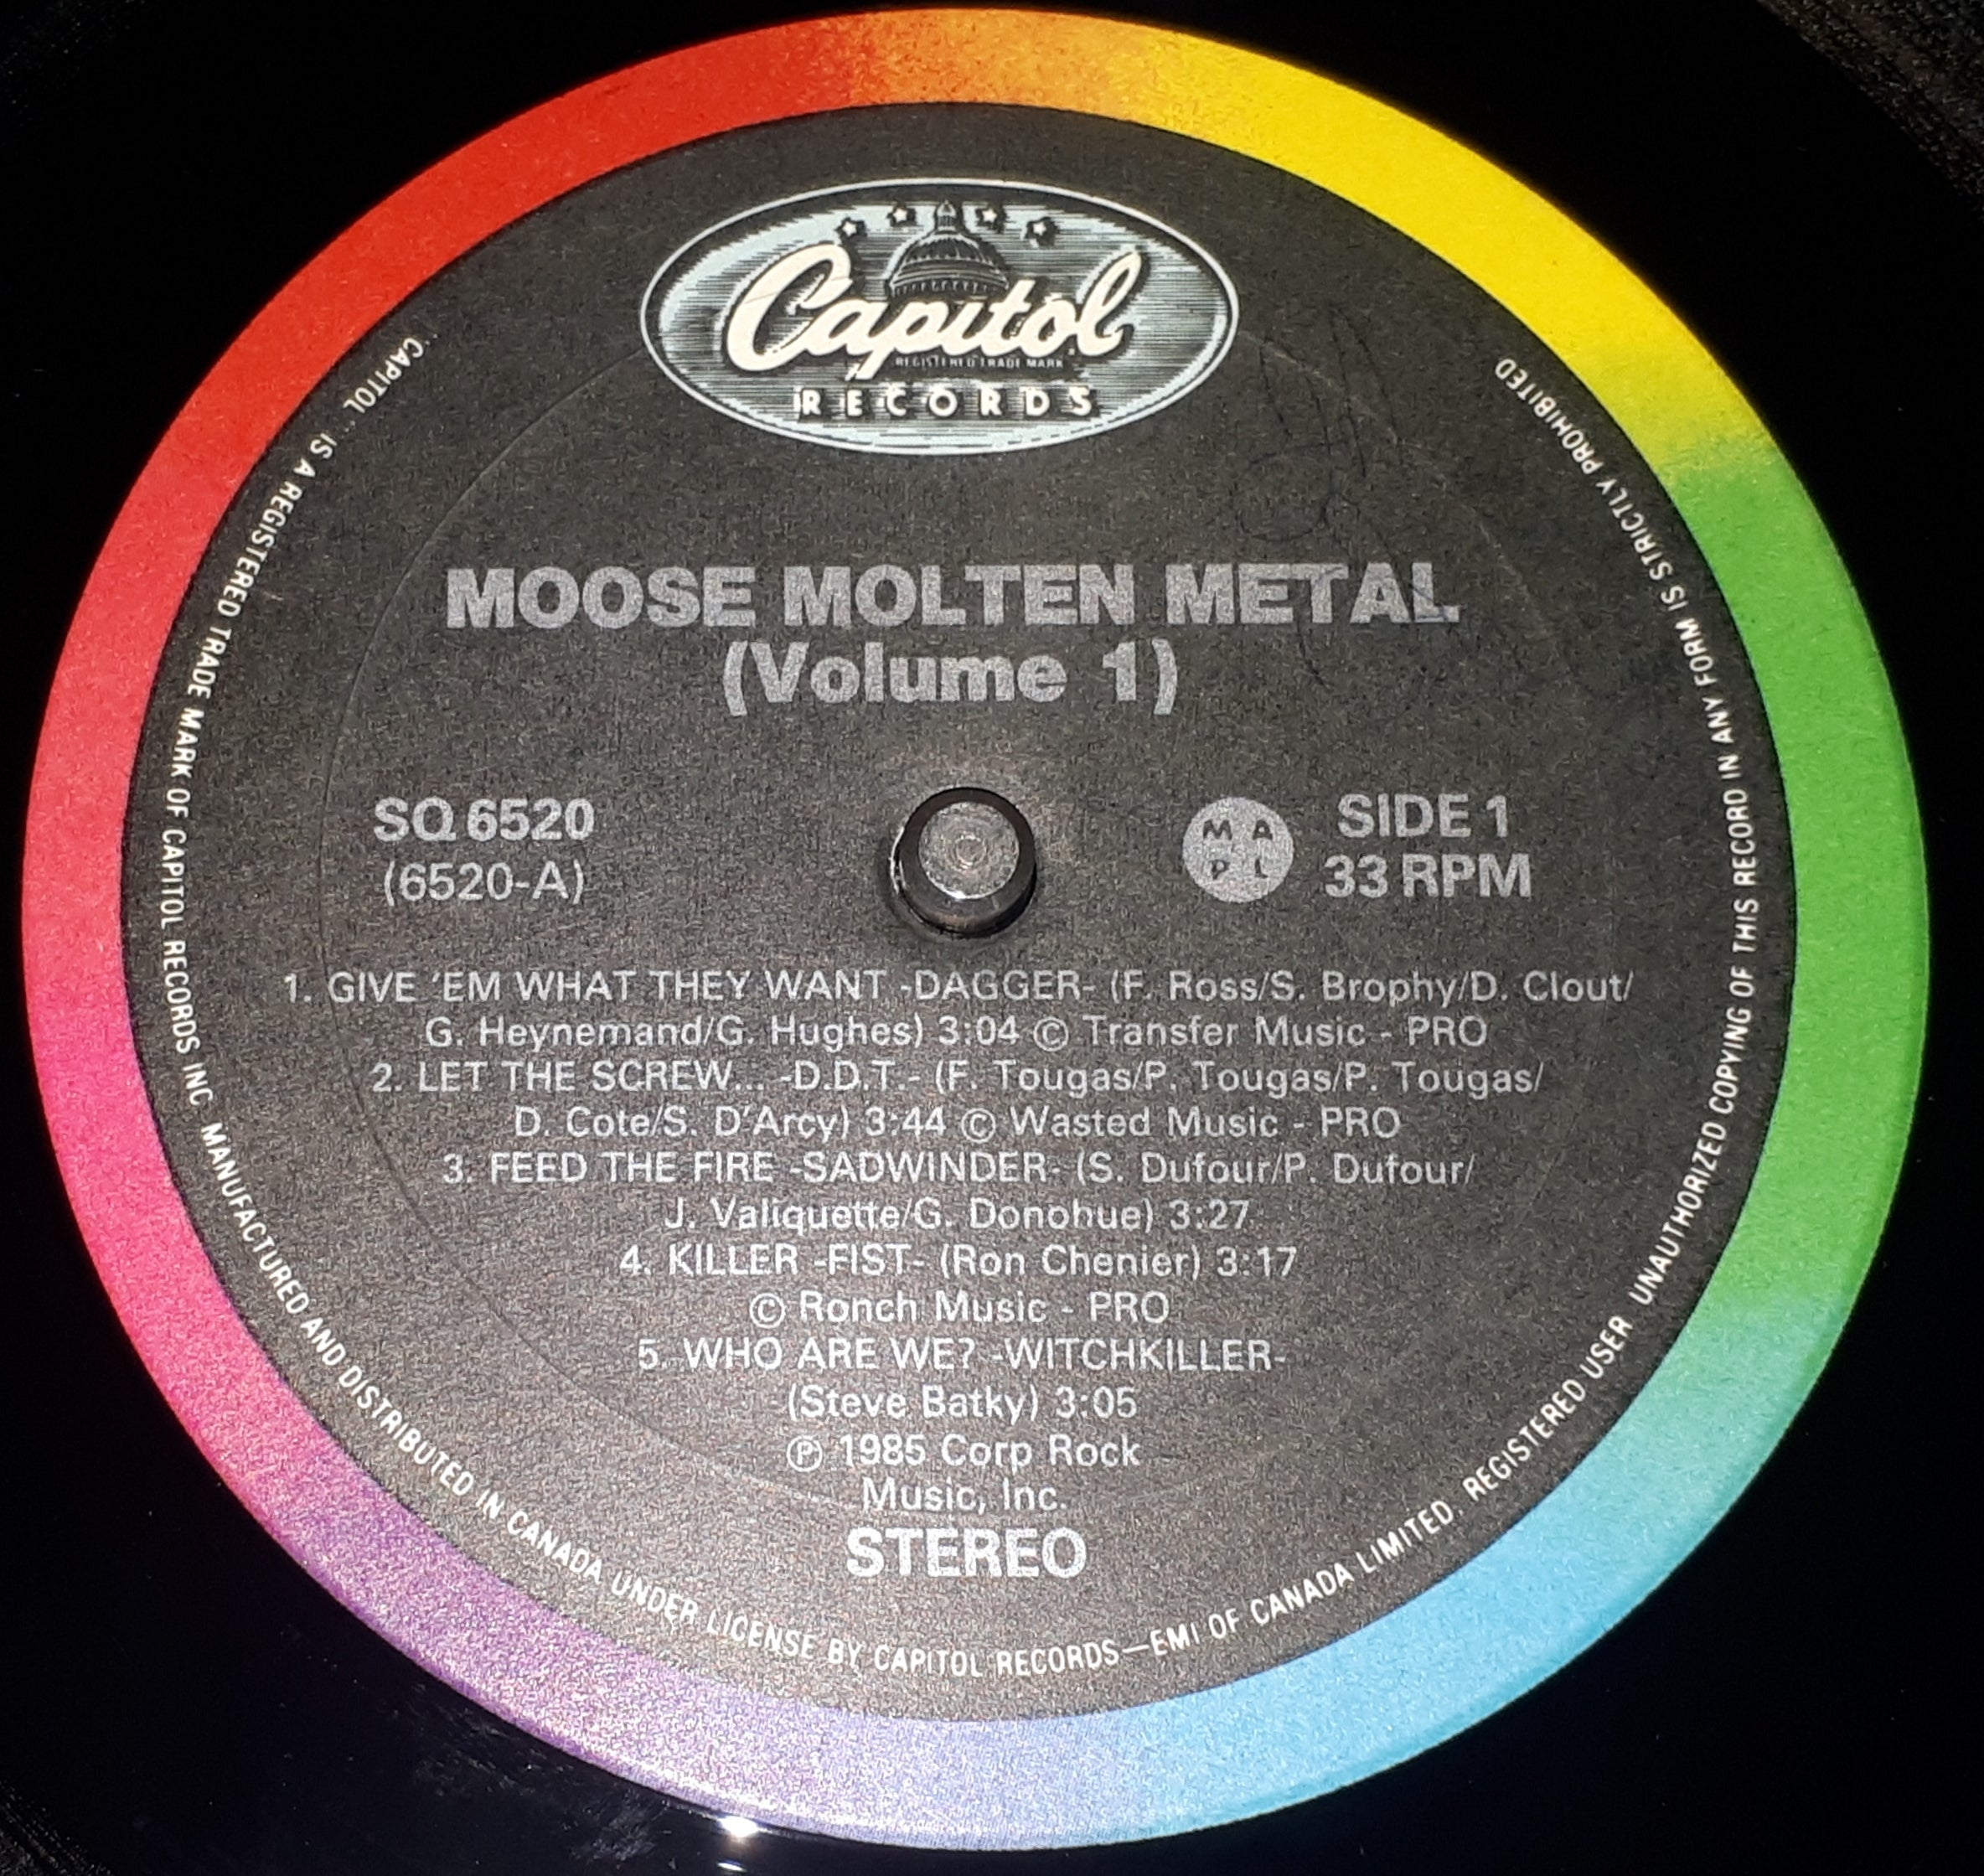 Capitol
REGISTERED TRADE MARK
RECORDS
MOOSE MOLTEN METAL
(Volume 1)
SQ 6520
(6520-A)
M A
P L
SIDE 1
33 RPM
1. GIVE 'EM WHAT THEY WANT -DAGGER- (F. Ross/S. Brophy/D. Clout/
G. Heynemand/G. Hughes) 3:04 © Transfer Music - PRO
2. LET THE SCREW... -D.D.T.- (F. Tougas/P. Tougas/P. Tougas/
D. Cote/S. D'Arcy) 3:44 © Wasted Music - PRO
3. FEED THE FIRE -SADWINDER- (S. Dufour/P. Dufour/
J. Valiquette/G. Donohue) 3:27
4. KILLER -FIST- (Ron Chenier) 3:17
© Ronch Music - PRO
5. WHO ARE WE? -WITCHKILLER-
(Steve Batky) 3:05
℗ 1985 Corp Rock
Music, Inc.
STEREO
"CAPITOL" IS A REGISTERED TRADE MARK OF CAPITOL RECORDS INC MANUFACTURED AND DISTRIBUTED IN CANADA UNDER LICENSE BY CAPITOL RECORDS—EMI OF CANADA LIMITED, REGISTERED USER UNAUTHORIZED COPYING OF THIS RECORD IN ANY FORM IS STRICTLY PROHIBITED